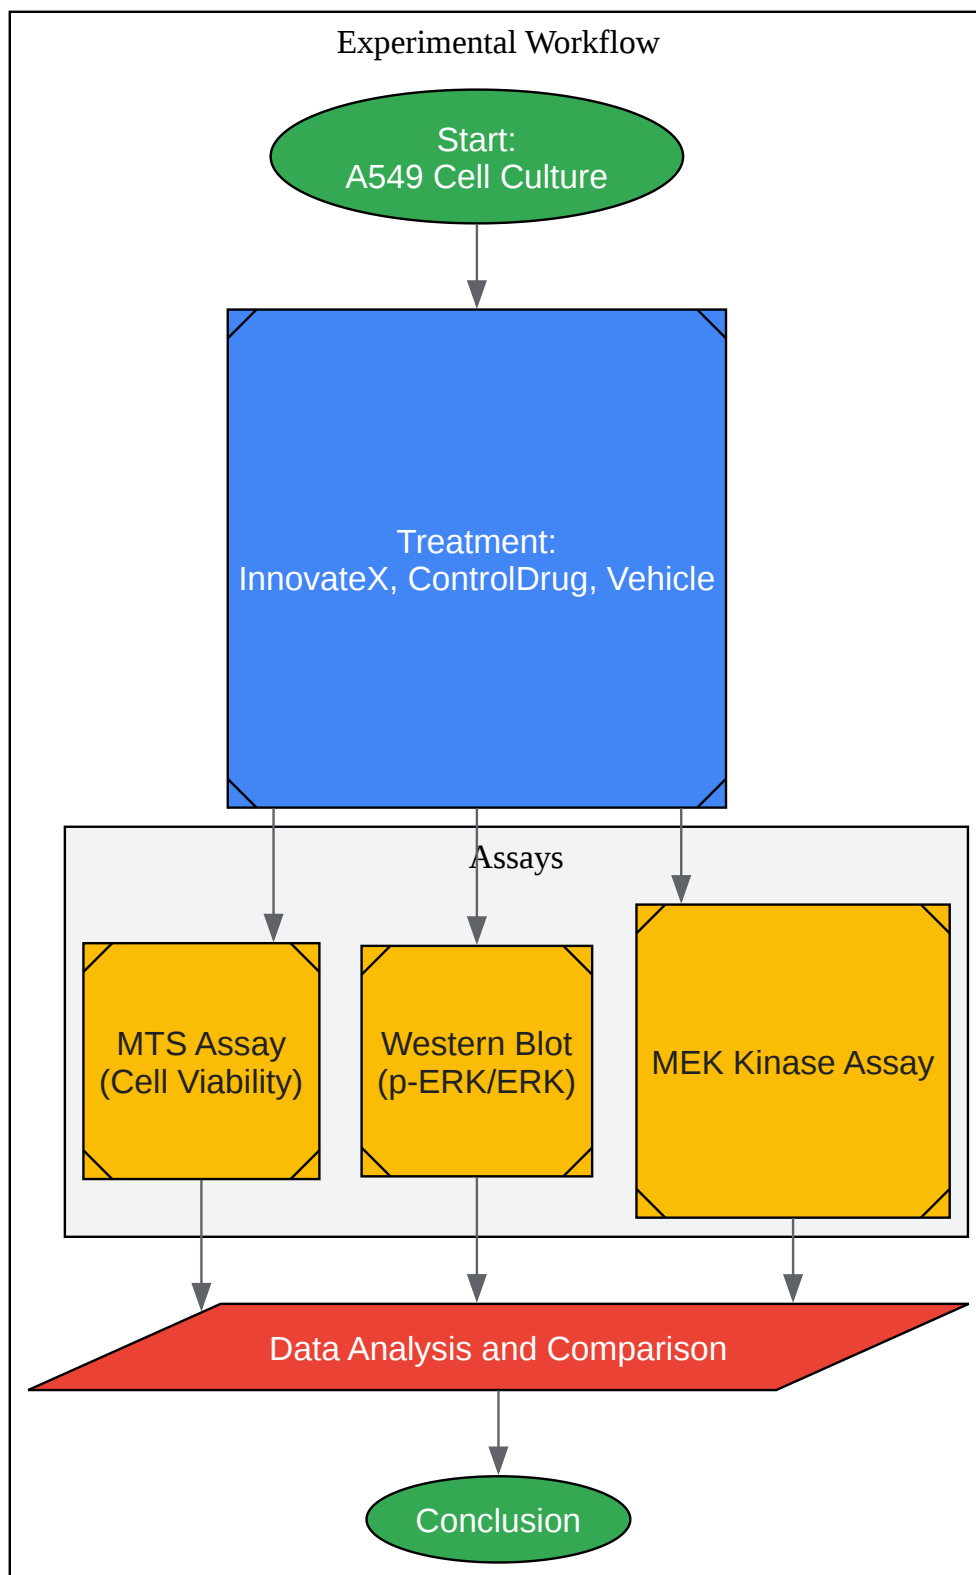 Experimental Workflow
Start:
A549 Cell Culture
Treatment:
InnovateX, ControlDrug, Vehicle
Assays
MTS Assay
(Cell Viability)
Western Blot
(p-ERK/ERK)
MEK Kinase Assay
Data Analysis and Comparison
Conclusion